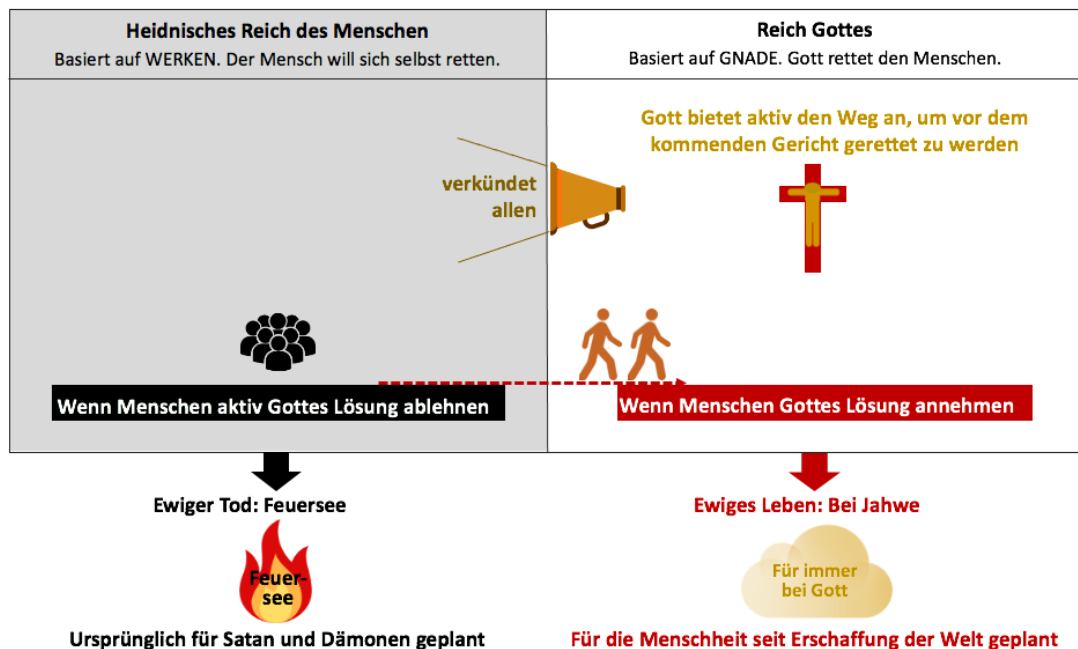 Heidnisches Reich des Menschen
Basiert auf WERKEN. Der Mensch will sich selbst retten.
Reich Gottes
Basiert auf GNADE. Gott rettet den Menschen.
Gott bietet aktiv den Weg an, um vor dem
kommenden Gericht gerettet zu werden
verkündet
allen
Wenn Menschen aktiv Gottes Lösung ablehnen
Wenn Menschen Gottes Lösung annehmen
Ewiger Tod: Feuersee
Ewiges Leben: Bei Jahwe
Feuer-
see
Für immer
bei Gott
Ursprünglich für Satan und Dämonen geplant
Für die Menschheit seit Erschaffung der Welt geplant